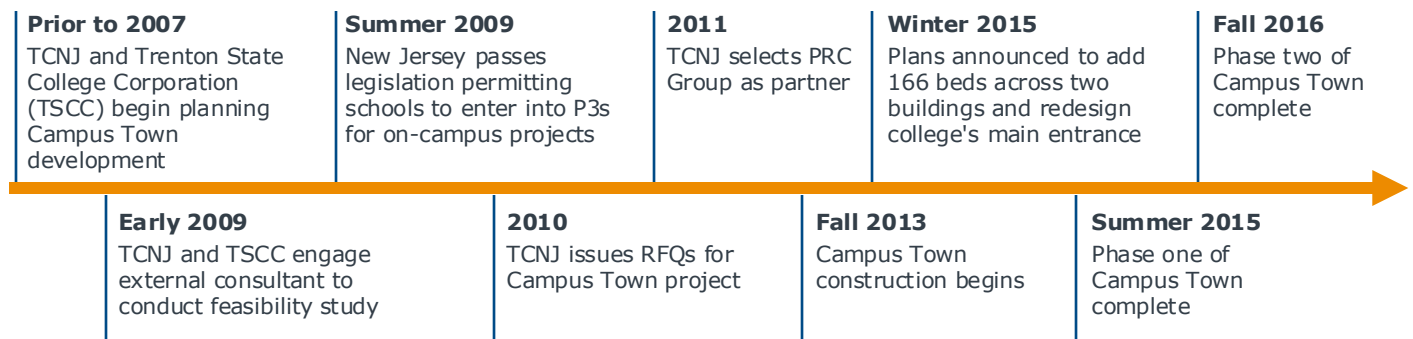 Prior to 2007
TCNJ and Trenton State
College Corporation
(TSCC) begin planning
Campus Town
development
Early 2009
TCNJ and TSCC engage
external consultant to
conduct feasibility study
Summer 2009
New Jersey passes
legislation permitting
schools to enter into P3s
for on-campus projects
2010
TCNJ issues RFQs for
Campus Town project
2011
TCNJ selects PRC
Group as partner
Fall 2013
Campus Town
construction begins
Winter 2015
Plans announced to add
166 beds across two
buildings and redesign
college's main entrance
Summer 2015
Phase one of
Campus Town
complete
Fall 2016
Phase two of
Campus Town
complete